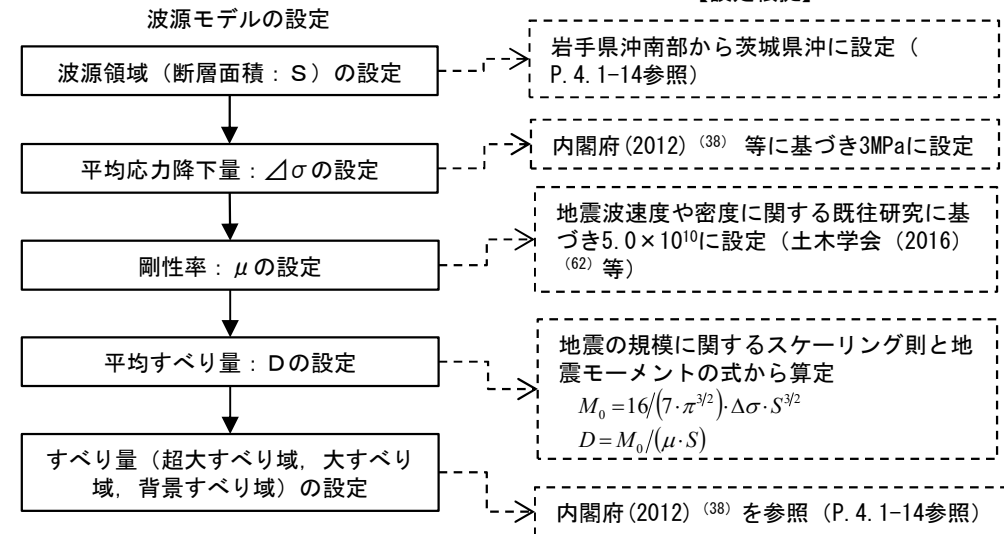 波源モデルの設定
波源領域（断層面積：Ｓ）の設定
岩手県沖南部から茨城県沖に設定（
P.4.1-14参照）
平均応力降下量：⊿σの設定
内閣府(2012)(38) 等に基づき3MPaに設定
剛性率：μの設定
地震波速度や密度に関する既往研究に基
づき5.0×10¹⁰に設定（土木学会（2016）
(62) 等）
平均すべり量：Ｄの設定
地震の規模に関するスケーリング則と地
震モーメントの式から算定
M₀ = 16/(7・π^{3/2})・Δσ・S^{3/2}
D = M₀/(μ・S)
すべり量（超大すべり域，大すべり
域，背景すべり域）の設定
内閣府(2012)(38) を参照（P.4.1-14参照）